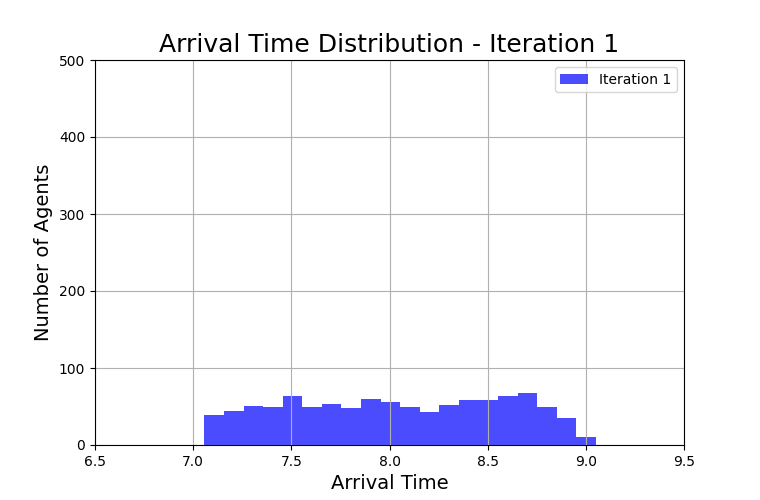 Arrival Time Distribution - Iteration 1
Iteration 1
Number of Agents
500
400
300
200
100
0
6.5 7.0 7.5 8.0 8.5 9.0 9.5
Arrival Time